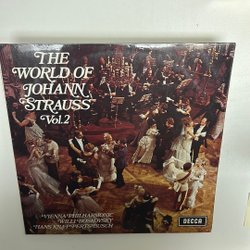 THE
WORLD OF
JOHANN
STRAUSS
Vol.2
VIENNA PHILHARMONIC
WILLI BOSKOVSKY
HANS KNAPPERTSBUSCH
DECCA